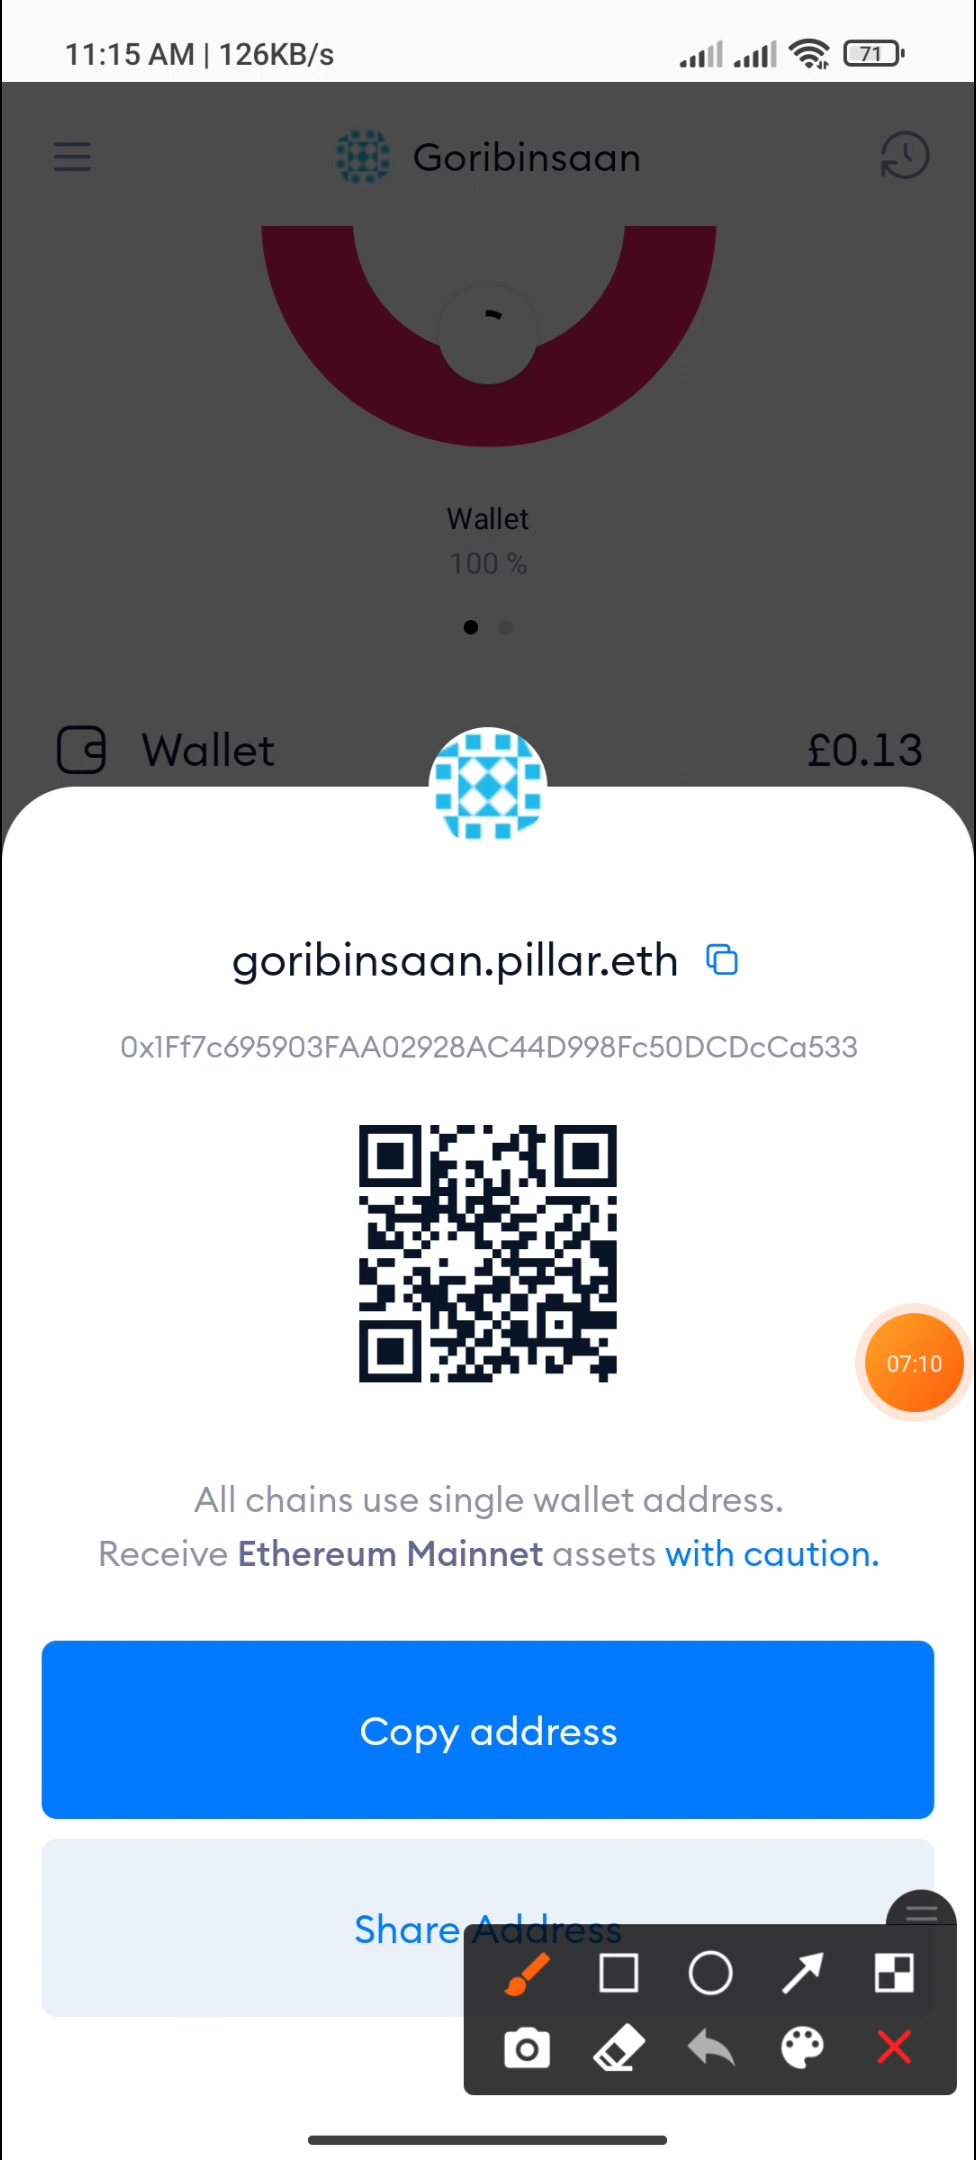 11:15 AM | 126KB/s
71
Goribinsaan
Wallet
100 %
Wallet
£0.13
goribinsaan.pillar.eth
0x1Ff7c695903FAA02928AC44D998Fc50DCDcCa533
07:10
All chains use single wallet address.
Receive Ethereum Mainnet assets with caution.
Copy address
Share Address